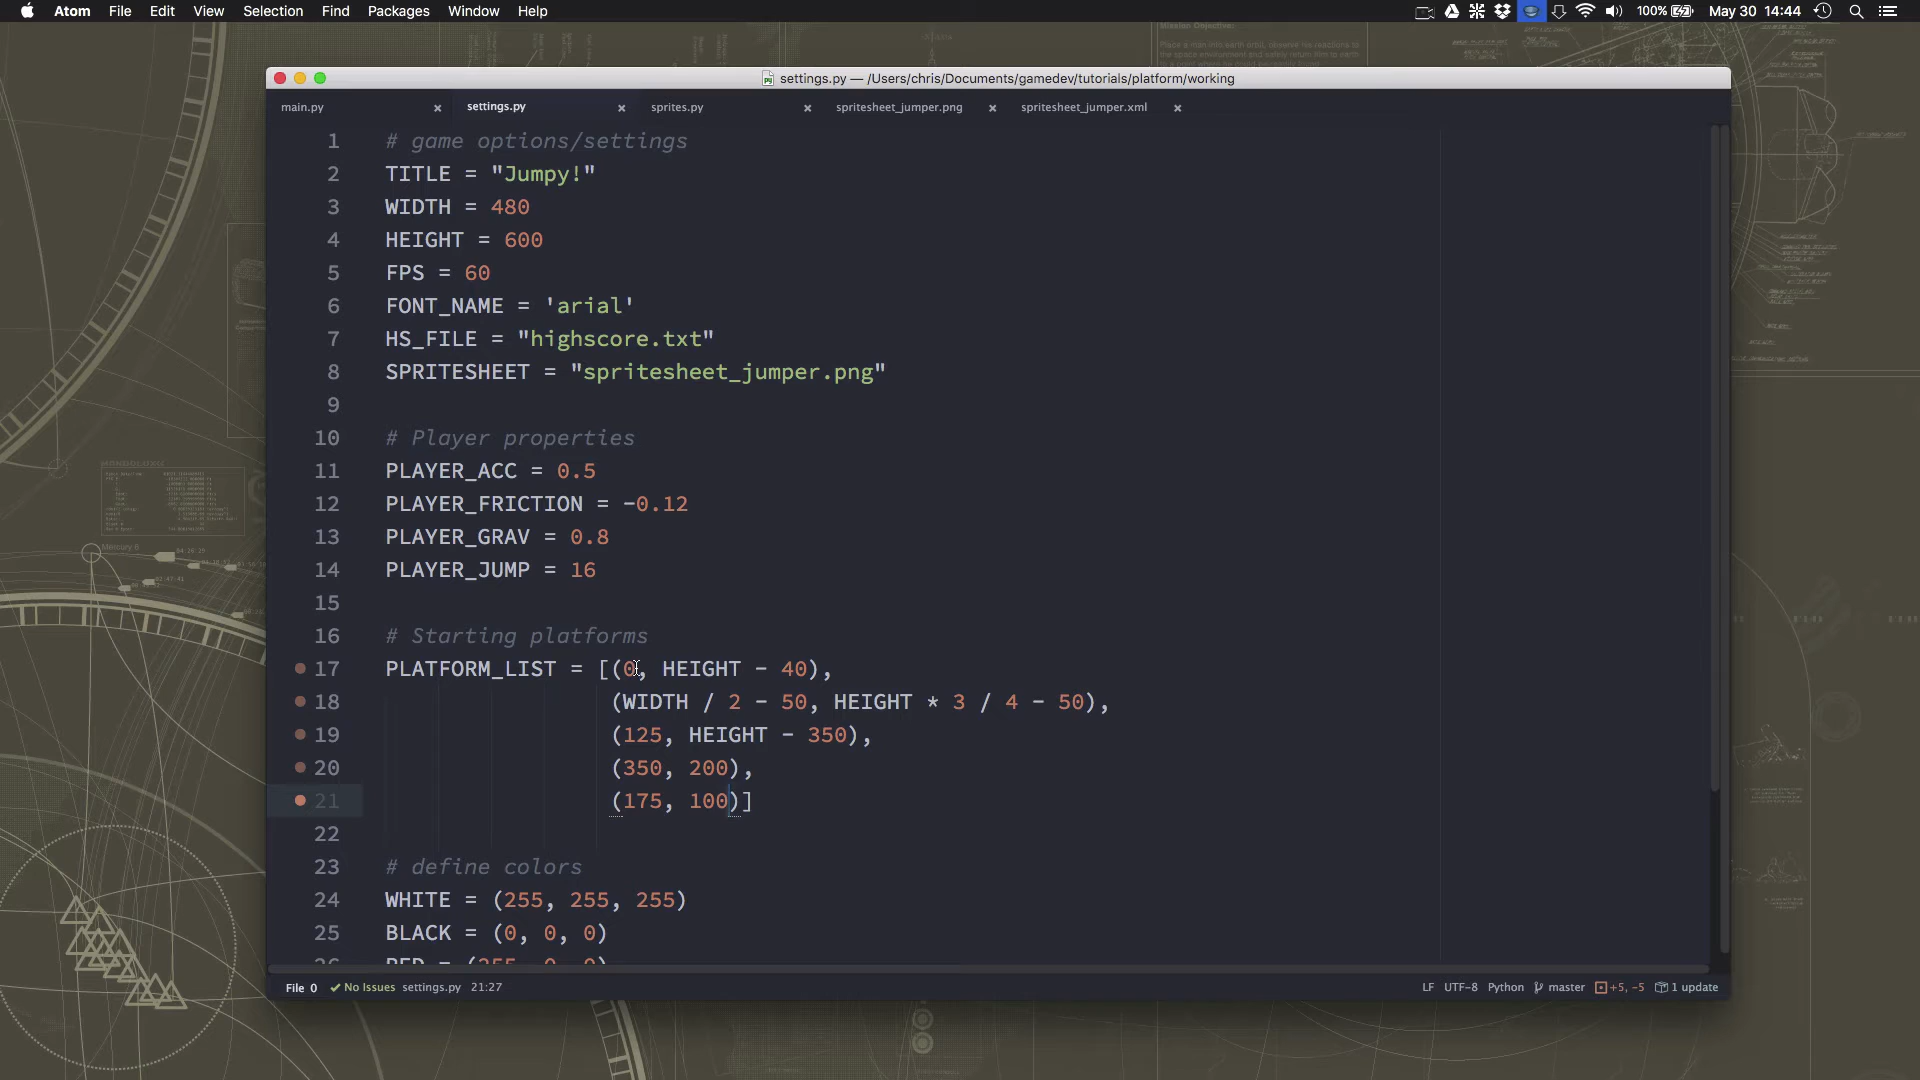 Atom File Edit View Selection Find Packages Window Help 100% May 30 14:44
Mission Objective:
settings.py — /Users/chris/Documents/gamedev/tutorials/platform/working
main.py settings.py sprites.py spritesheet_jumper.png spritesheet_jumper.xml
1 # game options/settings
2 TITLE = "Jumpy!"
3 WIDTH = 480
4 HEIGHT = 600
5 FPS = 60
6 FONT_NAME = 'arial'
7 HS_FILE = "highscore.txt"
8 SPRITESHEET = "spritesheet_jumper.png"
9
10 # Player properties
11 PLAYER_ACC = 0.5
12 PLAYER_FRICTION = -0.12
13 PLAYER_GRAV = 0.8
14 PLAYER_JUMP = 16
15
16 # Starting platforms
17 PLATFORM_LIST = [(0, HEIGHT - 40),
18 (WIDTH / 2 - 50, HEIGHT * 3 / 4 - 50),
19 (125, HEIGHT - 350),
20 (350, 200),
21 (175, 100)]
22
23 # define colors
24 WHITE = (255, 255, 255)
25 BLACK = (0, 0, 0)
26 RED = (255, 0, 0)
File 0 No Issues settings.py 21:27 LF UTF-8 Python master +5, -5 1 update